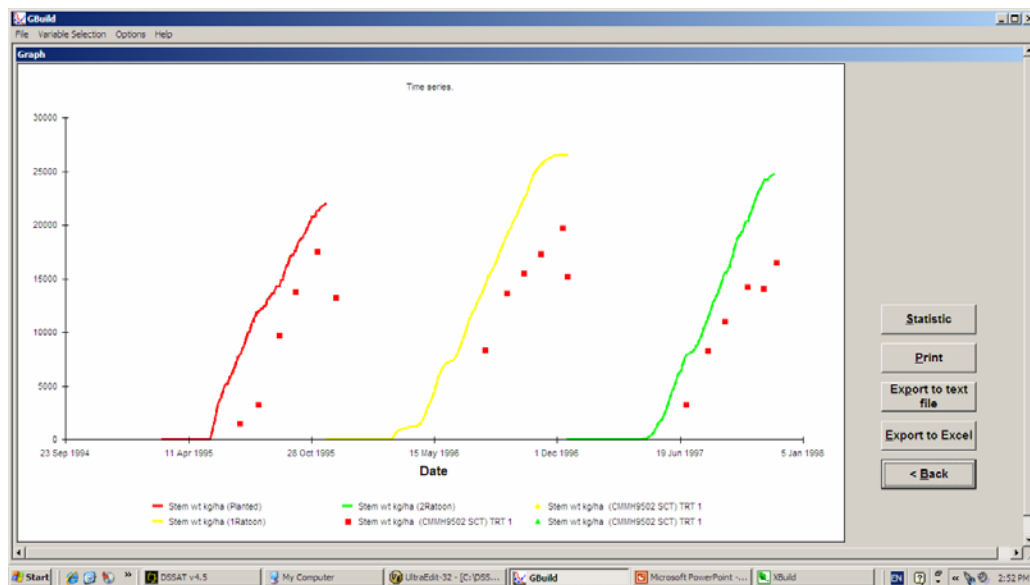 GBuild
File Variable Selection Options Help
Graph
Time series.
30000
25000
20000
15000
10000
5000
0
23 Sep 1994 11 Apr 1995 28 Oct 1995 15 May 1996 1 Dec 1996 19 Jun 1997 5 Jan 1998
Date
Stem wt kg/ha (Planted) Stem wt kg/ha (2Ratoon) Stem wt kg/ha (CMMH9502 SCT) TRT 1
Stem wt kg/ha (1Ratoon) Stem wt kg/ha (CMMH9502 SCT) TRT 1 Stem wt kg/ha (CMMH9502 SCT) TRT 1
Statistic
Print
Export to text
file
Export to Excel
< Back
Start » DSSAT v4.5 My Computer UltraEdit-32 - [C:\DSS... GBuild Microsoft PowerPoint -... XBuild EN « 2:53 PM